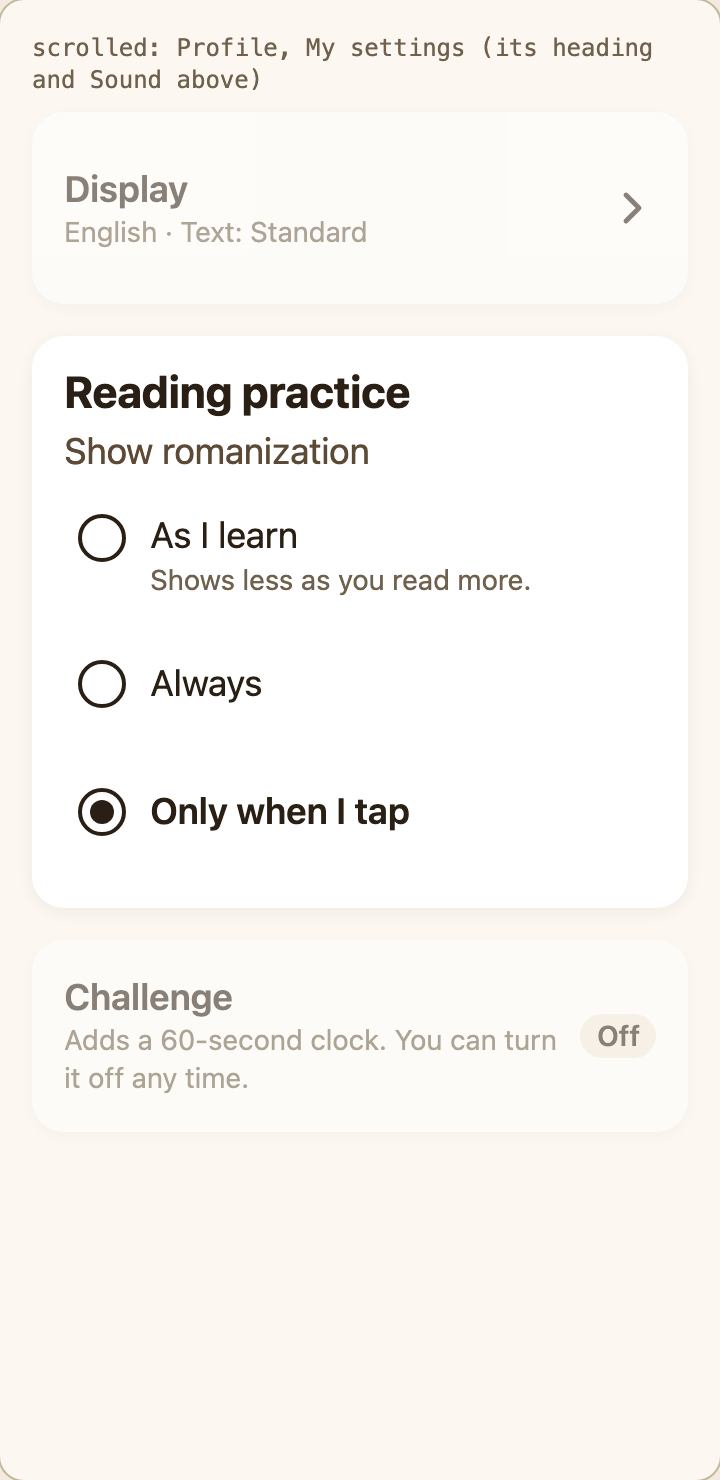 scrolled: Profile, My settings (its heading
and Sound above)
Display
English · Text: Standard
Reading practice
Show romanization
As I learn
Shows less as you read more.
Always
Only when I tap
Challenge
Adds a 60-second clock. You can turn
it off any time.
Off